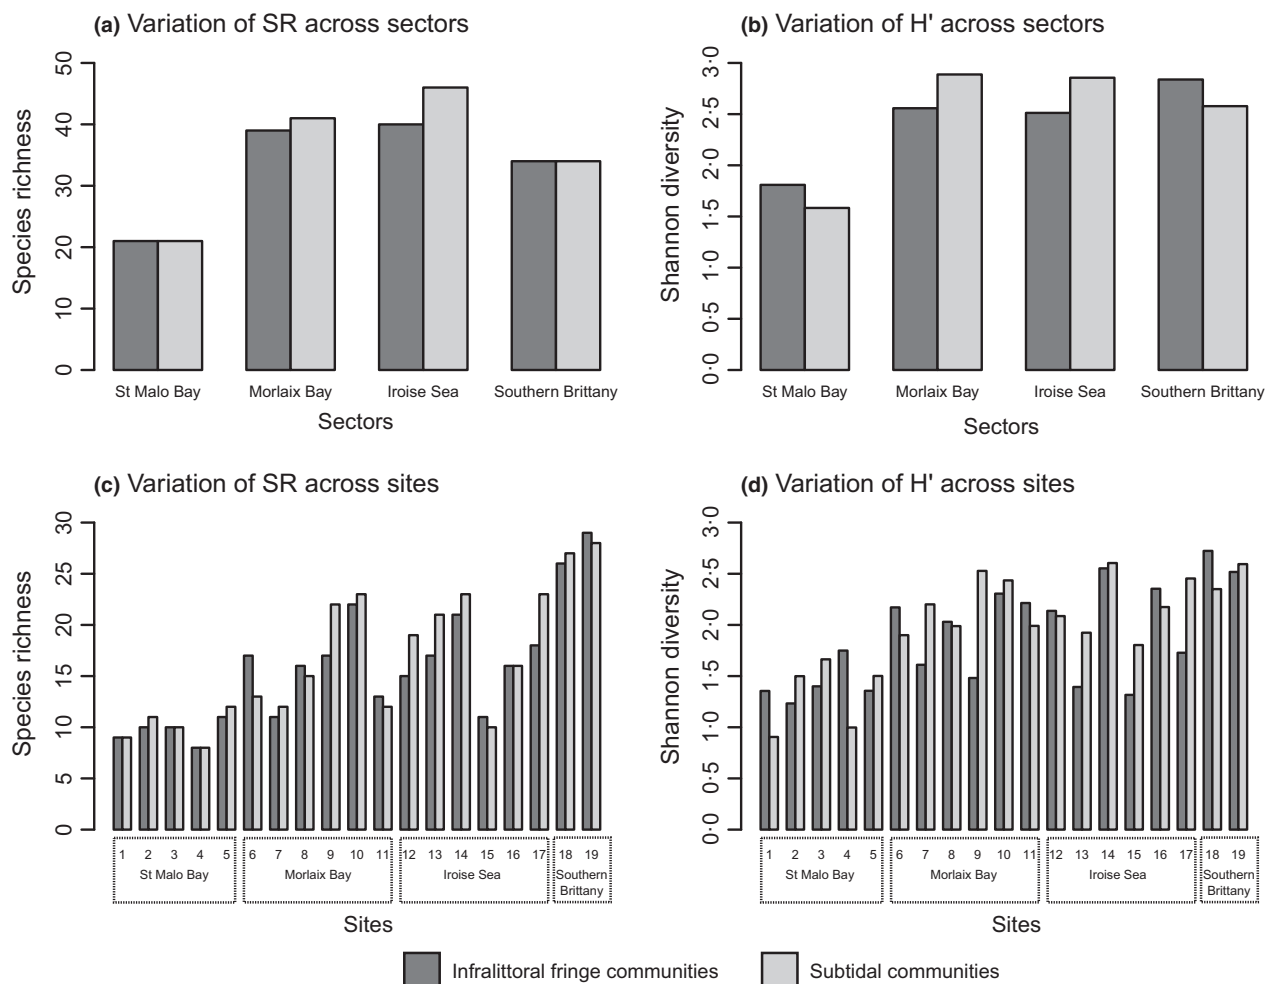 (a) Variation of SR across sectors
Species richness
50
40
30
20
10
0
St Malo Bay Morlaix Bay Iroise Sea Southern Brittany
Sectors
(b) Variation of H' across sectors
Shannon diversity
3·0
2·5
2·0
1·5
1·0
0·5
0·0
St Malo Bay Morlaix Bay Iroise Sea Southern Brittany
Sectors
(c) Variation of SR across sites
Species richness
30
25
20
15
10
5
0
1 2 3 4 5 6 7 8 9 10 11 12 13 14 15 16 17 18 19
St Malo Bay Morlaix Bay Iroise Sea Southern
Brittany
Sites
(d) Variation of H' across sites
Shannon diversity
3·0
2·5
2·0
1·5
1·0
0·5
0·0
1 2 3 4 5 6 7 8 9 10 11 12 13 14 15 16 17 18 19
St Malo Bay Morlaix Bay Iroise Sea Southern
Brittany
Sites
Infralittoral fringe communities Subtidal communities